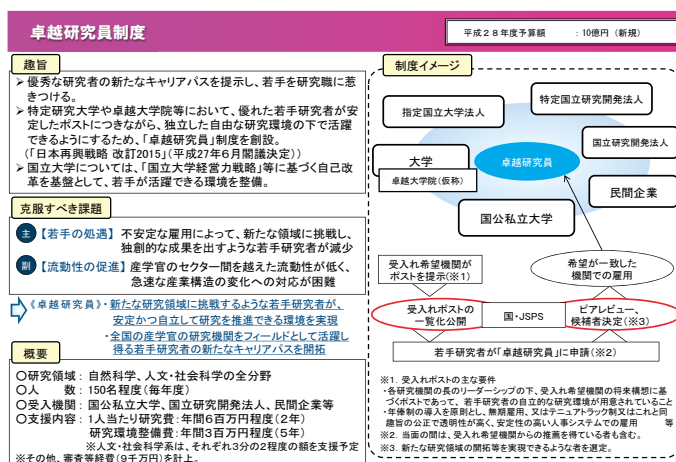 卓越研究員制度
平成２８年度予算額　：10億円（新規）
趣旨
➢優秀な研究者の新たなキャリアパスを提示し、若手を研究職に惹
きつける。
➢特定研究大学や卓越大学院等において、優れた若手研究者が安
定したポストにつきながら、独立した自由な研究環境の下で活躍
できるようにするため、「卓越研究員」制度を創設。
（「日本再興戦略 改訂2015」（平成27年6月閣議決定））
➢国立大学については、「国立大学経営力戦略」等に基づく自己改
革を基盤として、若手が活躍できる環境を整備。
克服すべき課題
主【若手の処遇】 不安定な雇用によって、新たな領域に挑戦し、
独創的な成果を出すような若手研究者が減少
副【流動性の促進】 産学官のセクター間を越えた流動性が低く、
急速な産業構造の変化への対応が困難
《卓越研究員》・新たな研究領域に挑戦するような若手研究者が、
安定かつ自立して研究を推進できる環境を実現
・全国の産学官の研究機関をフィールドとして活躍し
得る若手研究者の新たなキャリアパスを開拓
概要
○研究領域：自然科学、人文・社会科学の全分野
○人　　数：150名程度（毎年度）
○受入機関：国公私立大学、国立研究開発法人、民間企業等
○支援内容：1人当たり研究費：年間6百万円程度（2年）
研究環境整備費：年間3百万円程度（5年）
※人文・社会科学系は、それぞれ3分の2程度の額を支援予定
※その他、審査等経費（9千万円）を計上。
制度イメージ
特定国立研究開発法人
指定国立大学法人
国立研究開発法人
大学
卓越大学院（仮称）
卓越研究員
民間企業
国公私立大学
受入れ希望機関が
ポストを提示（※1）
希望が一致した
機関での雇用
受入れポストの
一覧化公開
国・JSPS
ピアレビュー、
候補者決定（※3）
若手研究者が「卓越研究員」に申請（※2）
※1．受入れポストの主な要件
・各研究機関の長のリーダーシップの下、受入れ希望機関の将来構想に基
づくポストであって、若手研究者の自立的な研究環境が用意されていること
・年俸制の導入を原則とし、無期雇用、又はテニュアトラック制又はこれと同
趣旨の公正で透明性が高く、安定性の高い人事システムでの雇用　　等
※2．当面の間は、受入れ希望機関からの推薦を得ている者も含む。
※3．新たな研究領域の開拓等を実現できるような者を選定。